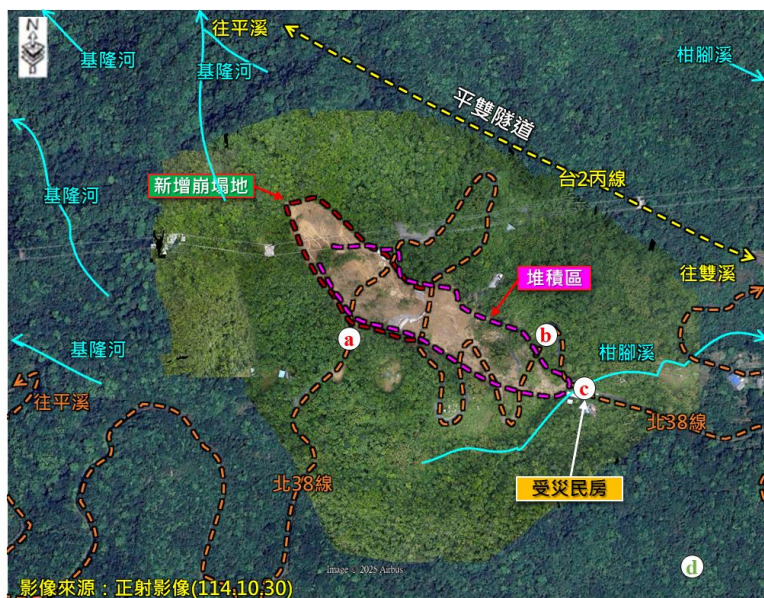 N
往平溪
基隆河
基隆河
柑腳溪
平雙隧道
新增崩塌地
台2丙線
基隆河
堆積區
往雙溪
a
b
基隆河
柑腳溪
往平溪
c
北38線
北38線
受災民房
Image © 2025 Airbus
d
影像來源：正射影像(114.10.30)